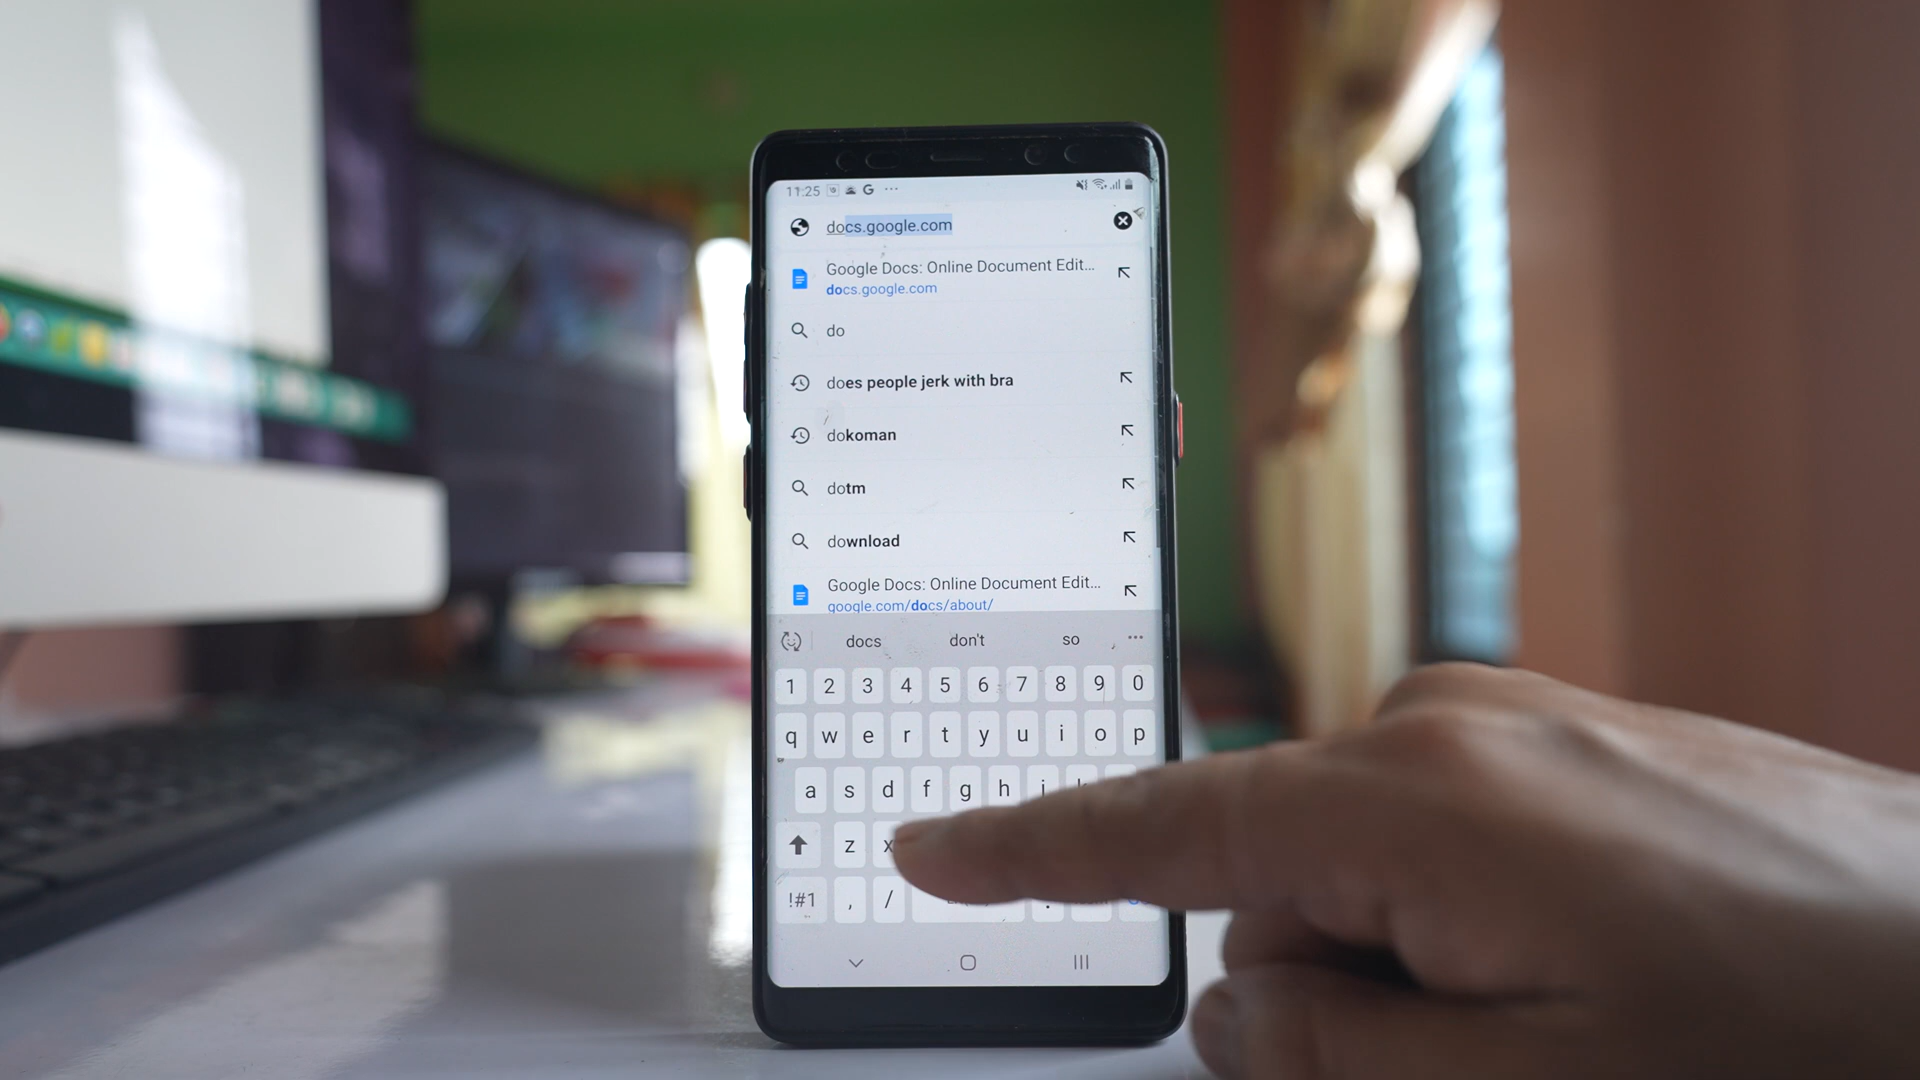 11:25 G ...
docs.google.com
Google Docs: Online Document Edit...
docs.google.com
do
does people jerk with bra
dokoman
dotm
download
Google Docs: Online Document Edit...
google.com/docs/about/
docs don't so ...
1 2 3 4 5 6 7 8 9 0
q w e r t y u i o p
a s d f g h
z x
!#1 , / .